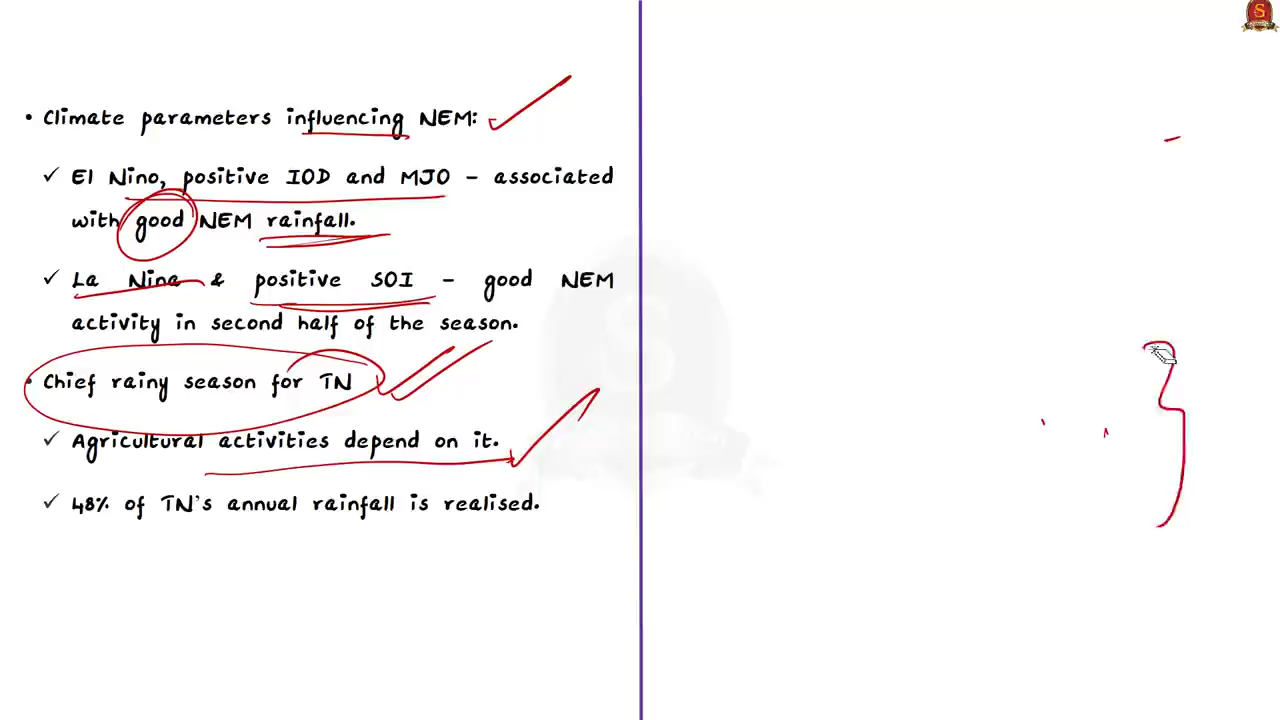 • Climate parameters influencing NEM:
✓ El Nino, positive IOD and MJO – associated
with good NEM rainfall.
✓ La Nina & positive SOI – good NEM
activity in second half of the season.
• Chief rainy season for TN
✓ Agricultural activities depend on it.
✓ 48% of TN's annual rainfall is realised.